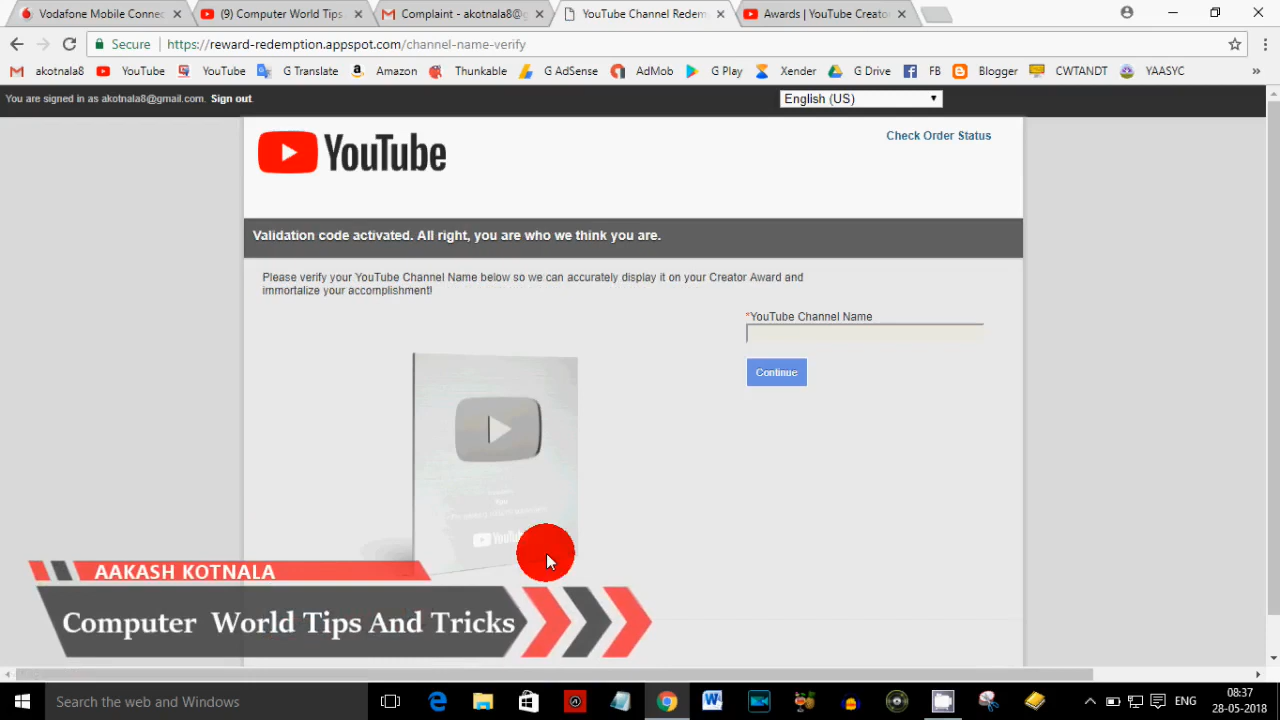 Vodafone Mobile Connec
(9) Computer World Tips
Complaint - akotnala8@g
YouTube Channel Redem
Awards | YouTube Creato
Secure
https://reward-redemption.appspot.com/channel-name-verify
akotnala8
YouTube
YouTube
G Translate
Amazon
Thunkable
G AdSense
AdMob
G Play
Xender
G Drive
FB
Blogger
CWTANDT
YAASYC
»
You are signed in as akotnala8@gmail.com. Sign out.
English (US)
YouTube
Check Order Status
Validation code activated. All right, you are who we think you are.
Please verify your YouTube Channel Name below so we can accurately display it on your Creator Award and
immortalize your accomplishment!
*YouTube Channel Name
Continue
AAKASH KOTNALA
Computer World Tips And Tricks
Search the web and Windows
ENG
08:37
28-05-2018